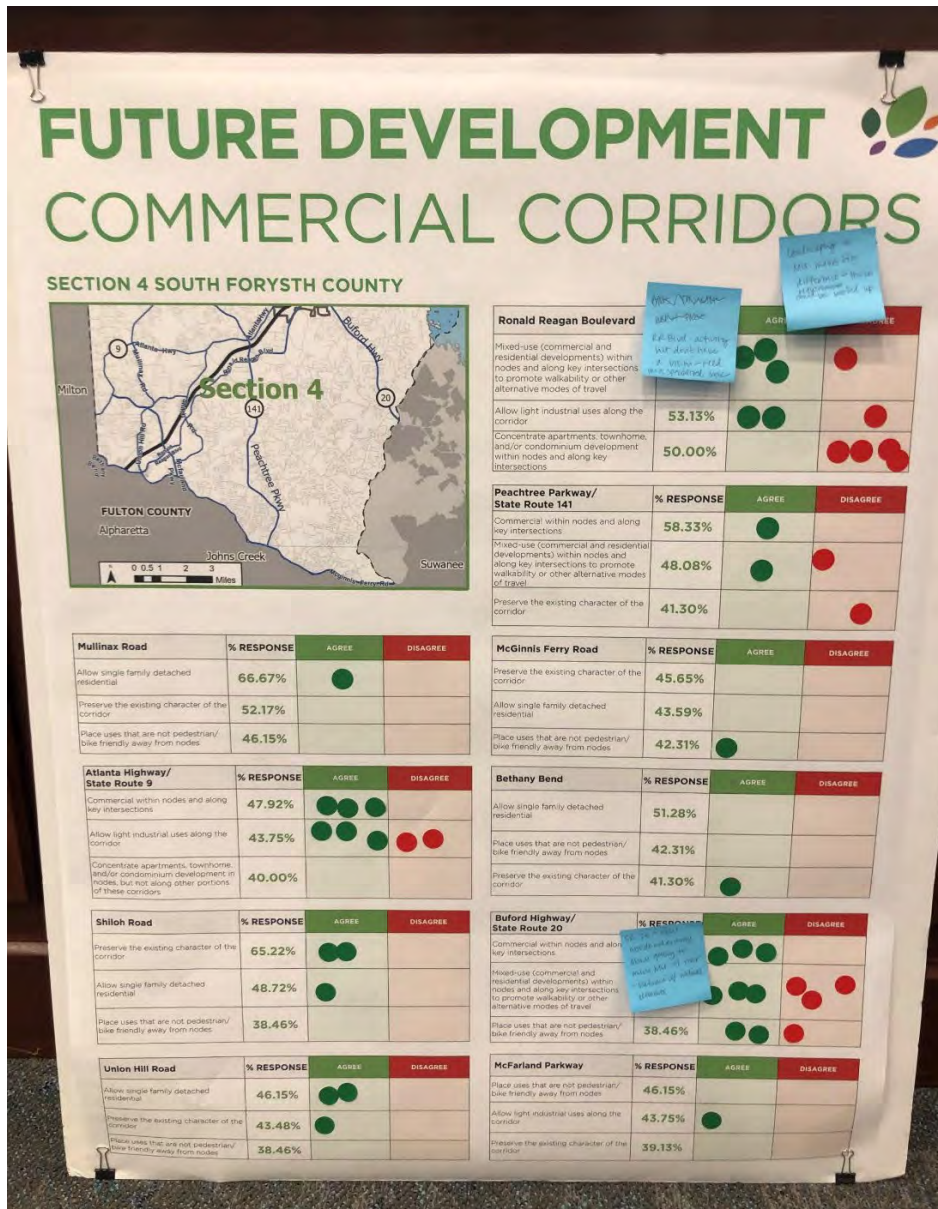 FUTURE DEVELOPMENT
COMMERCIAL CORRIDORS
SECTION 4 SOUTH FORYSTH COUNTY
9
Atlanta-Hwy
Buford Hwy
Milton
Section 4
141
20
Peachtree Pkwy
FULTON COUNTY
Alpharetta
Johns Creek
Suwanee
McGinnis-Ferry-Rd
0 0.5 1 2 3
Miles
Ronald Reagan Boulevard
Mixed-use (commercial and
residential developments) within
nodes and along key intersections
to promote walkability or other
alternative modes of travel
Allow light industrial uses along the
corridor
53.13%
Concentrate apartments, townhome,
and/or condominium development
within nodes and along key
intersections
50.00%
Peachtree Parkway/
State Route 141
% RESPONSE AGREE DISAGREE
Commercial within nodes and along
key intersections
58.33%
Mixed-use (commercial and residential
developments) within nodes and
along key intersections to promote
walkability or other alternative modes
of travel
48.08%
Preserve the existing character of the
corridor
41.30%
Mullinax Road % RESPONSE AGREE DISAGREE
Allow single family detached
residential
66.67%
Preserve the existing character of the
corridor
52.17%
Place uses that are not pedestrian/
bike friendly away from nodes
46.15%
McGinnis Ferry Road % RESPONSE AGREE DISAGREE
Preserve the existing character of the
corridor
45.65%
Allow single family detached
residential
43.59%
Place uses that are not pedestrian/
bike friendly away from nodes
42.31%
Atlanta Highway/
State Route 9
% RESPONSE AGREE DISAGREE
Commercial within nodes and along
key intersections
47.92%
Allow light industrial uses along the
corridor
43.75%
Concentrate apartments, townhome,
and/or condominium development in
nodes, but not along other portions
of these corridors
40.00%
Bethany Bend % RESPONSE AGREE DISAGREE
Allow single family detached
residential
51.28%
Place uses that are not pedestrian/
bike friendly away from nodes
42.31%
Preserve the existing character of the
corridor
41.30%
Shiloh Road % RESPONSE AGREE DISAGREE
Preserve the existing character of the
corridor
65.22%
Allow single family detached
residential
48.72%
Place uses that are not pedestrian/
bike friendly away from nodes
38.46%
Buford Highway/
State Route 20
% RESPONSE AGREE DISAGREE
Commercial within nodes and
key intersections
Mixed-use (commercial and
residential developments) within
nodes and along key intersections
to promote walkability or other
alternative modes of travel
Place uses that are not pedestrian/
bike friendly away from nodes
38.46%
Union Hill Road % RESPONSE AGREE DISAGREE
Allow single family detached
residential
46.15%
Preserve the existing character of the
corridor
43.48%
Place uses that are not pedestrian/
bike friendly away from nodes
38.46%
McFarland Parkway % RESPONSE AGREE DISAGREE
Place uses that are not pedestrian/
bike friendly away from nodes
46.15%
Allow light industrial uses along the
corridor
43.75%
Preserve the existing character of the
corridor
39.13%